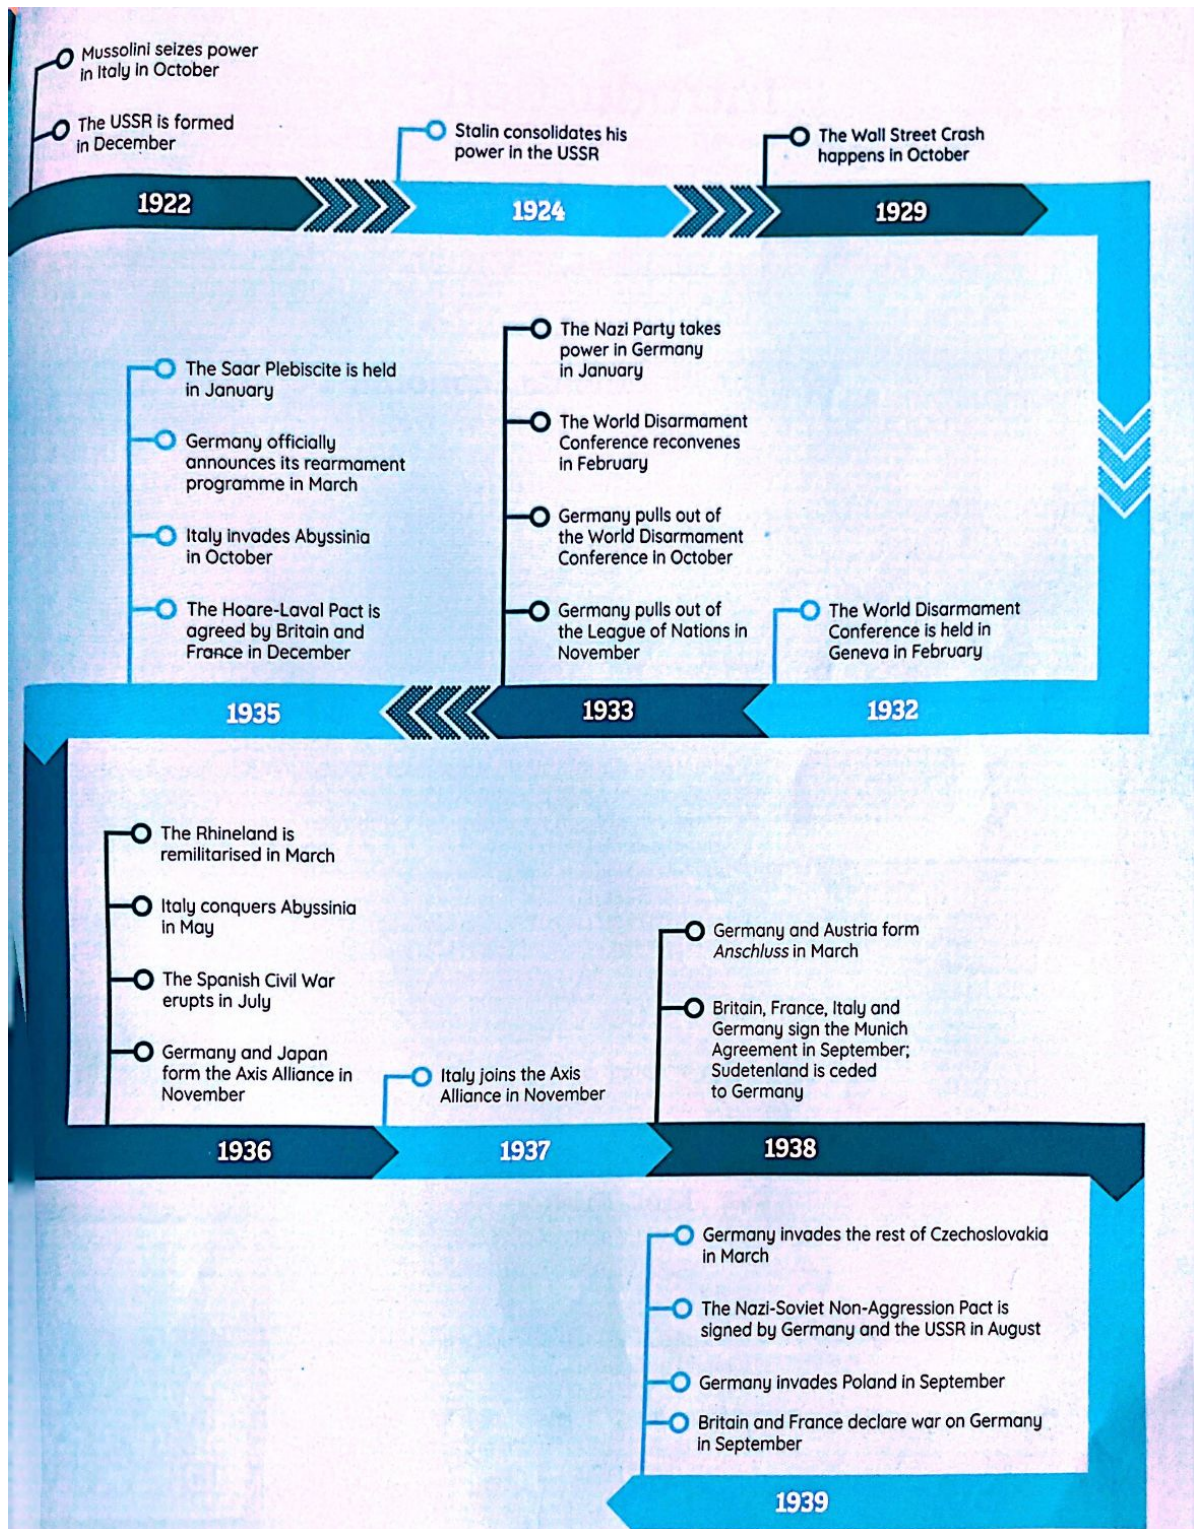 Mussolini seizes power
in Italy in October
The USSR is formed
in December
1922
Stalin consolidates his
power in the USSR
1924
The Wall Street Crash
happens in October
1929
The World Disarmament
Conference is held in
Geneva in February
1932
The Nazi Party takes
power in Germany
in January
The World Disarmament
Conference reconvenes
in February
Germany pulls out of
the World Disarmament
Conference in October
Germany pulls out of
the League of Nations in
November
1933
The Saar Plebiscite is held
in January
Germany officially
announces its rearmament
programme in March
Italy invades Abyssinia
in October
The Hoare-Laval Pact is
agreed by Britain and
France in December
1935
The Rhineland is
remilitarised in March
Italy conquers Abyssinia
in May
The Spanish Civil War
erupts in July
Germany and Japan
form the Axis Alliance in
November
1936
Italy joins the Axis
Alliance in November
1937
Germany and Austria form
Anschluss in March
Britain, France, Italy and
Germany sign the Munich
Agreement in September;
Sudetenland is ceded
to Germany
1938
Germany invades the rest of Czechoslovakia
in March
The Nazi-Soviet Non-Aggression Pact is
signed by Germany and the USSR in August
Germany invades Poland in September
Britain and France declare war on Germany
in September
1939